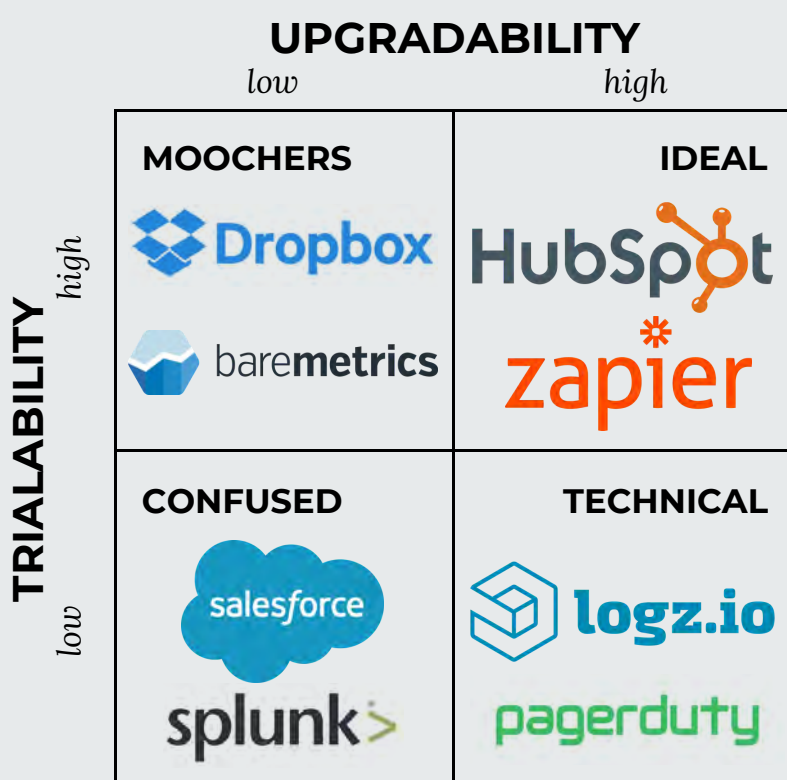 UPGRADABILITY
low high
MOOCHERS IDEAL
Dropbox HubSpot
baremetrics zapier
TRIALABILITY
high
low
CONFUSED TECHNICAL
salesforce logz.io
splunk> pagerduty